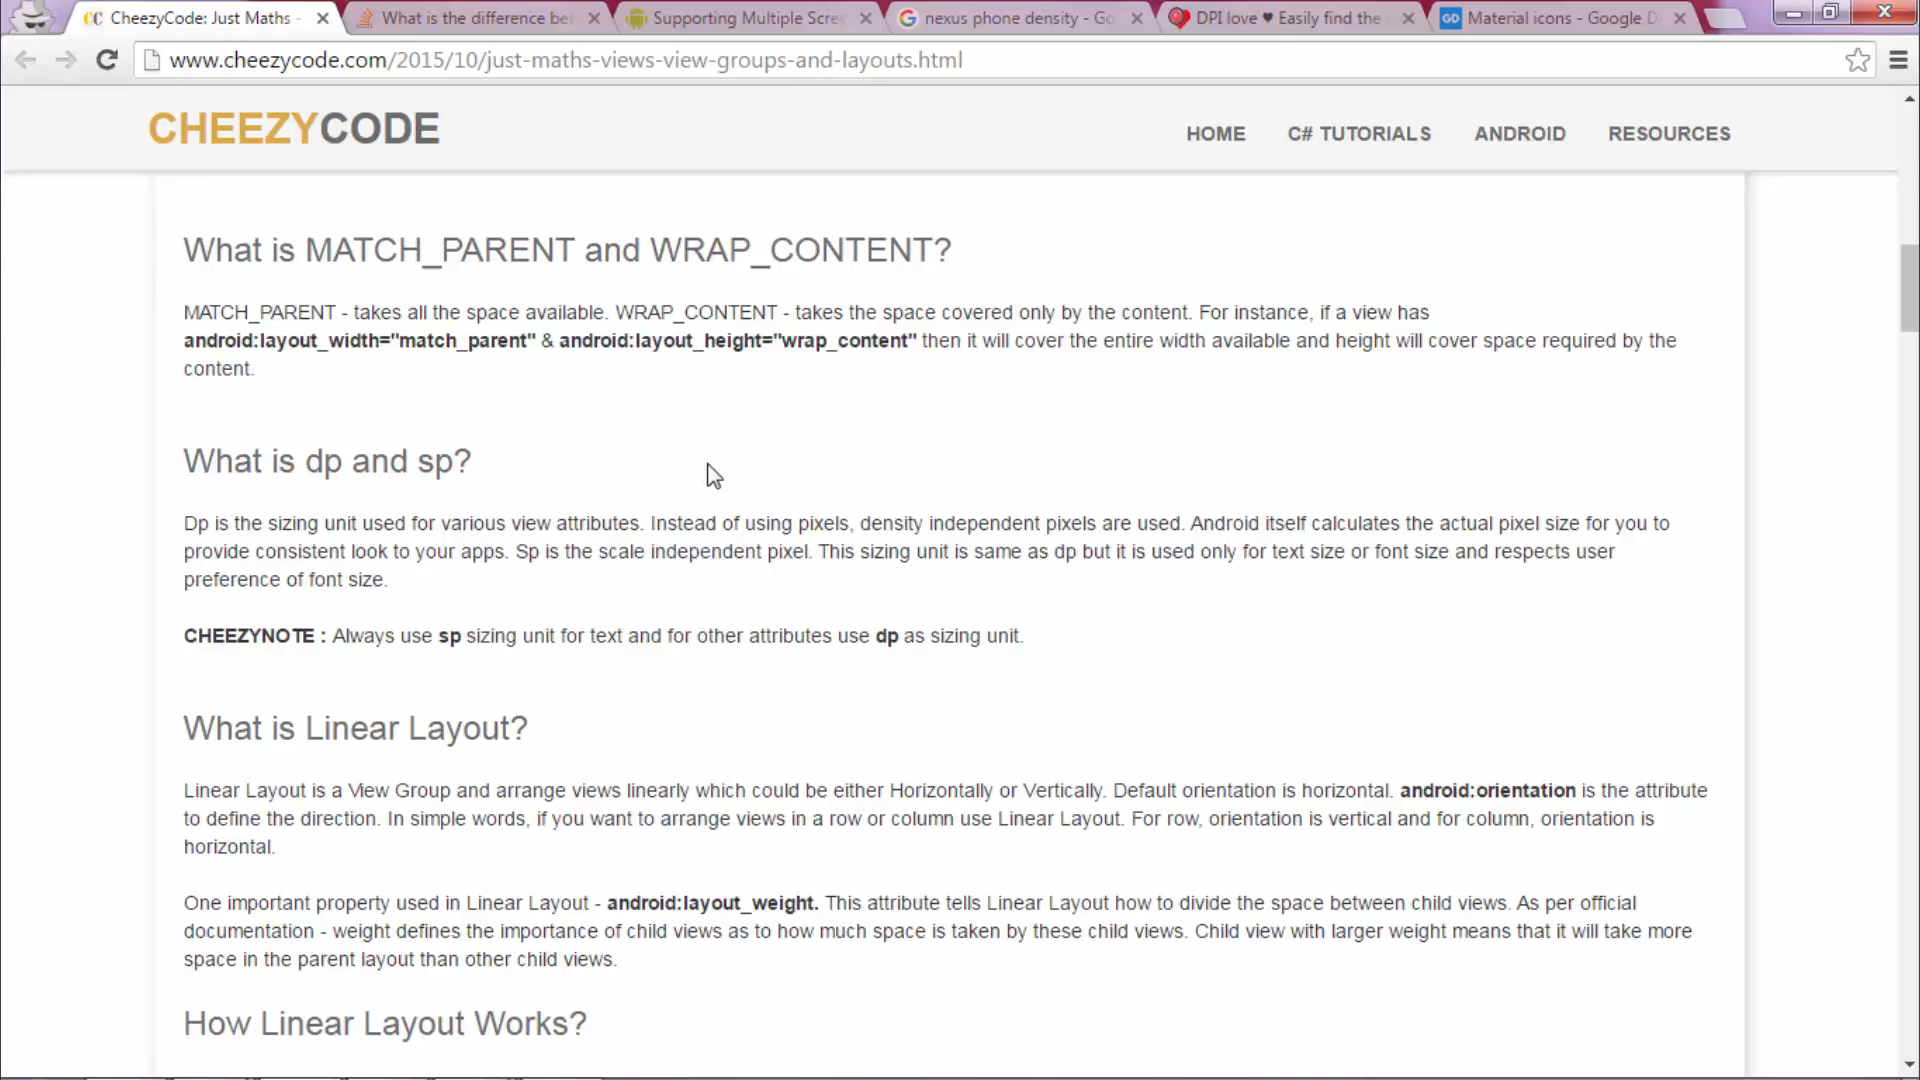 CC CheezyCode: Just Maths -
What is the difference be
Supporting Multiple Scre
nexus phone density - Go
DPI love ♥ Easily find the
GD Material icons - Google D
www.cheezycode.com/2015/10/just-maths-views-view-groups-and-layouts.html
CHEEZYCODE
HOME
C# TUTORIALS
ANDROID
RESOURCES
What is MATCH_PARENT and WRAP_CONTENT?
MATCH_PARENT - takes all the space available. WRAP_CONTENT - takes the space covered only by the content. For instance, if a view has
android:layout_width="match_parent" & android:layout_height="wrap_content" then it will cover the entire width available and height will cover space required by the
content.
What is dp and sp?
Dp is the sizing unit used for various view attributes. Instead of using pixels, density independent pixels are used. Android itself calculates the actual pixel size for you to
provide consistent look to your apps. Sp is the scale independent pixel. This sizing unit is same as dp but it is used only for text size or font size and respects user
preference of font size.
CHEEZYNOTE : Always use sp sizing unit for text and for other attributes use dp as sizing unit.
What is Linear Layout?
Linear Layout is a View Group and arrange views linearly which could be either Horizontally or Vertically. Default orientation is horizontal. android:orientation is the attribute
to define the direction. In simple words, if you want to arrange views in a row or column use Linear Layout. For row, orientation is vertical and for column, orientation is
horizontal.
One important property used in Linear Layout - android:layout_weight. This attribute tells Linear Layout how to divide the space between child views. As per official
documentation - weight defines the importance of child views as to how much space is taken by these child views. Child view with larger weight means that it will take more
space in the parent layout than other child views.
How Linear Layout Works?